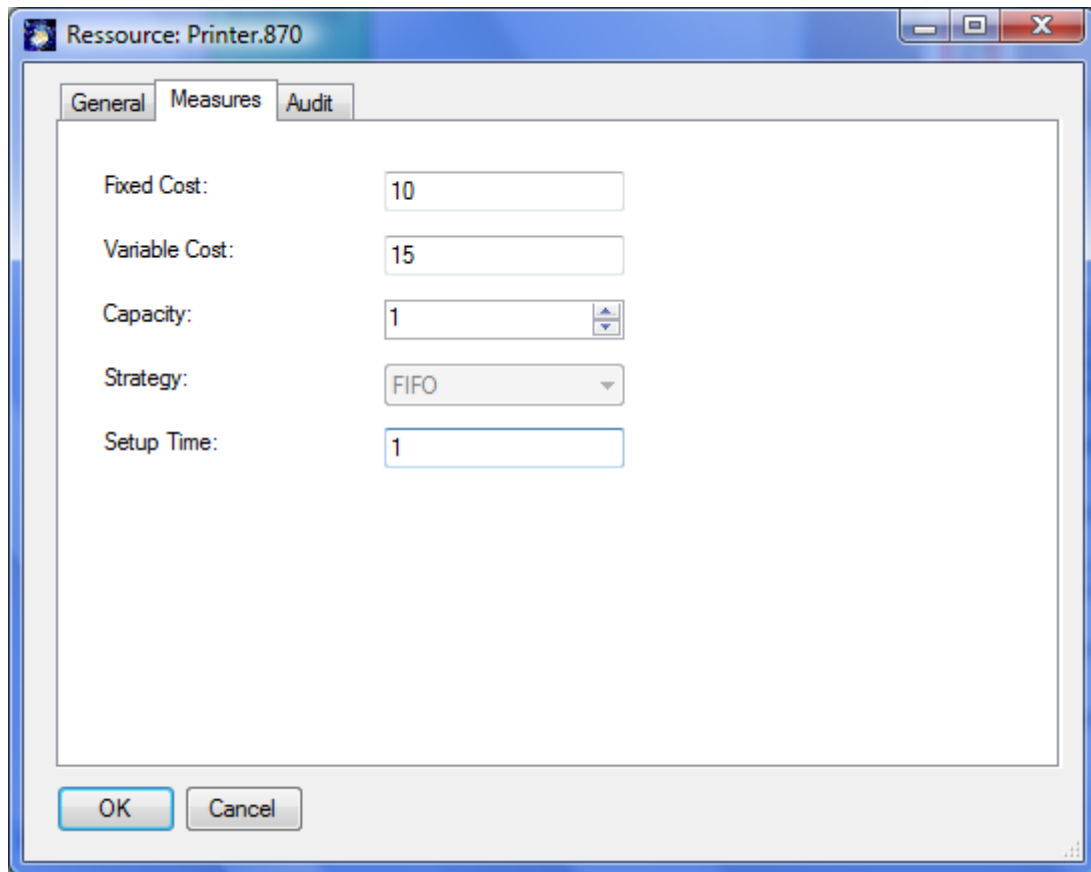 Ressource: Printer.870
General Measures Audit
Fixed Cost: 10
Variable Cost: 15
Capacity: 1
Strategy: FIFO
Setup Time: 1
OK Cancel